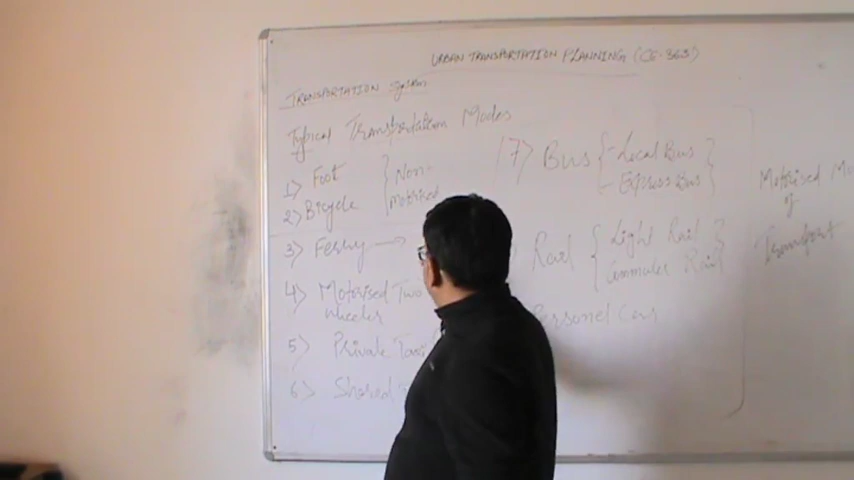 URBAN TRANSPORTATION PLANNING (CE-363)
TRANSPORTATION System
Typical Transportation Modes
1) Foot
2) Bicycle
Non-
Motorised
3) Ferry
4) Motorised Two
Wheeler
5) Private Taxi
6) Shared
7) Bus
- Local Bus
- Express Bus
Rail
Light Rail
Commuter Rail
Personel Cars
Motorised Mo
of
Transport